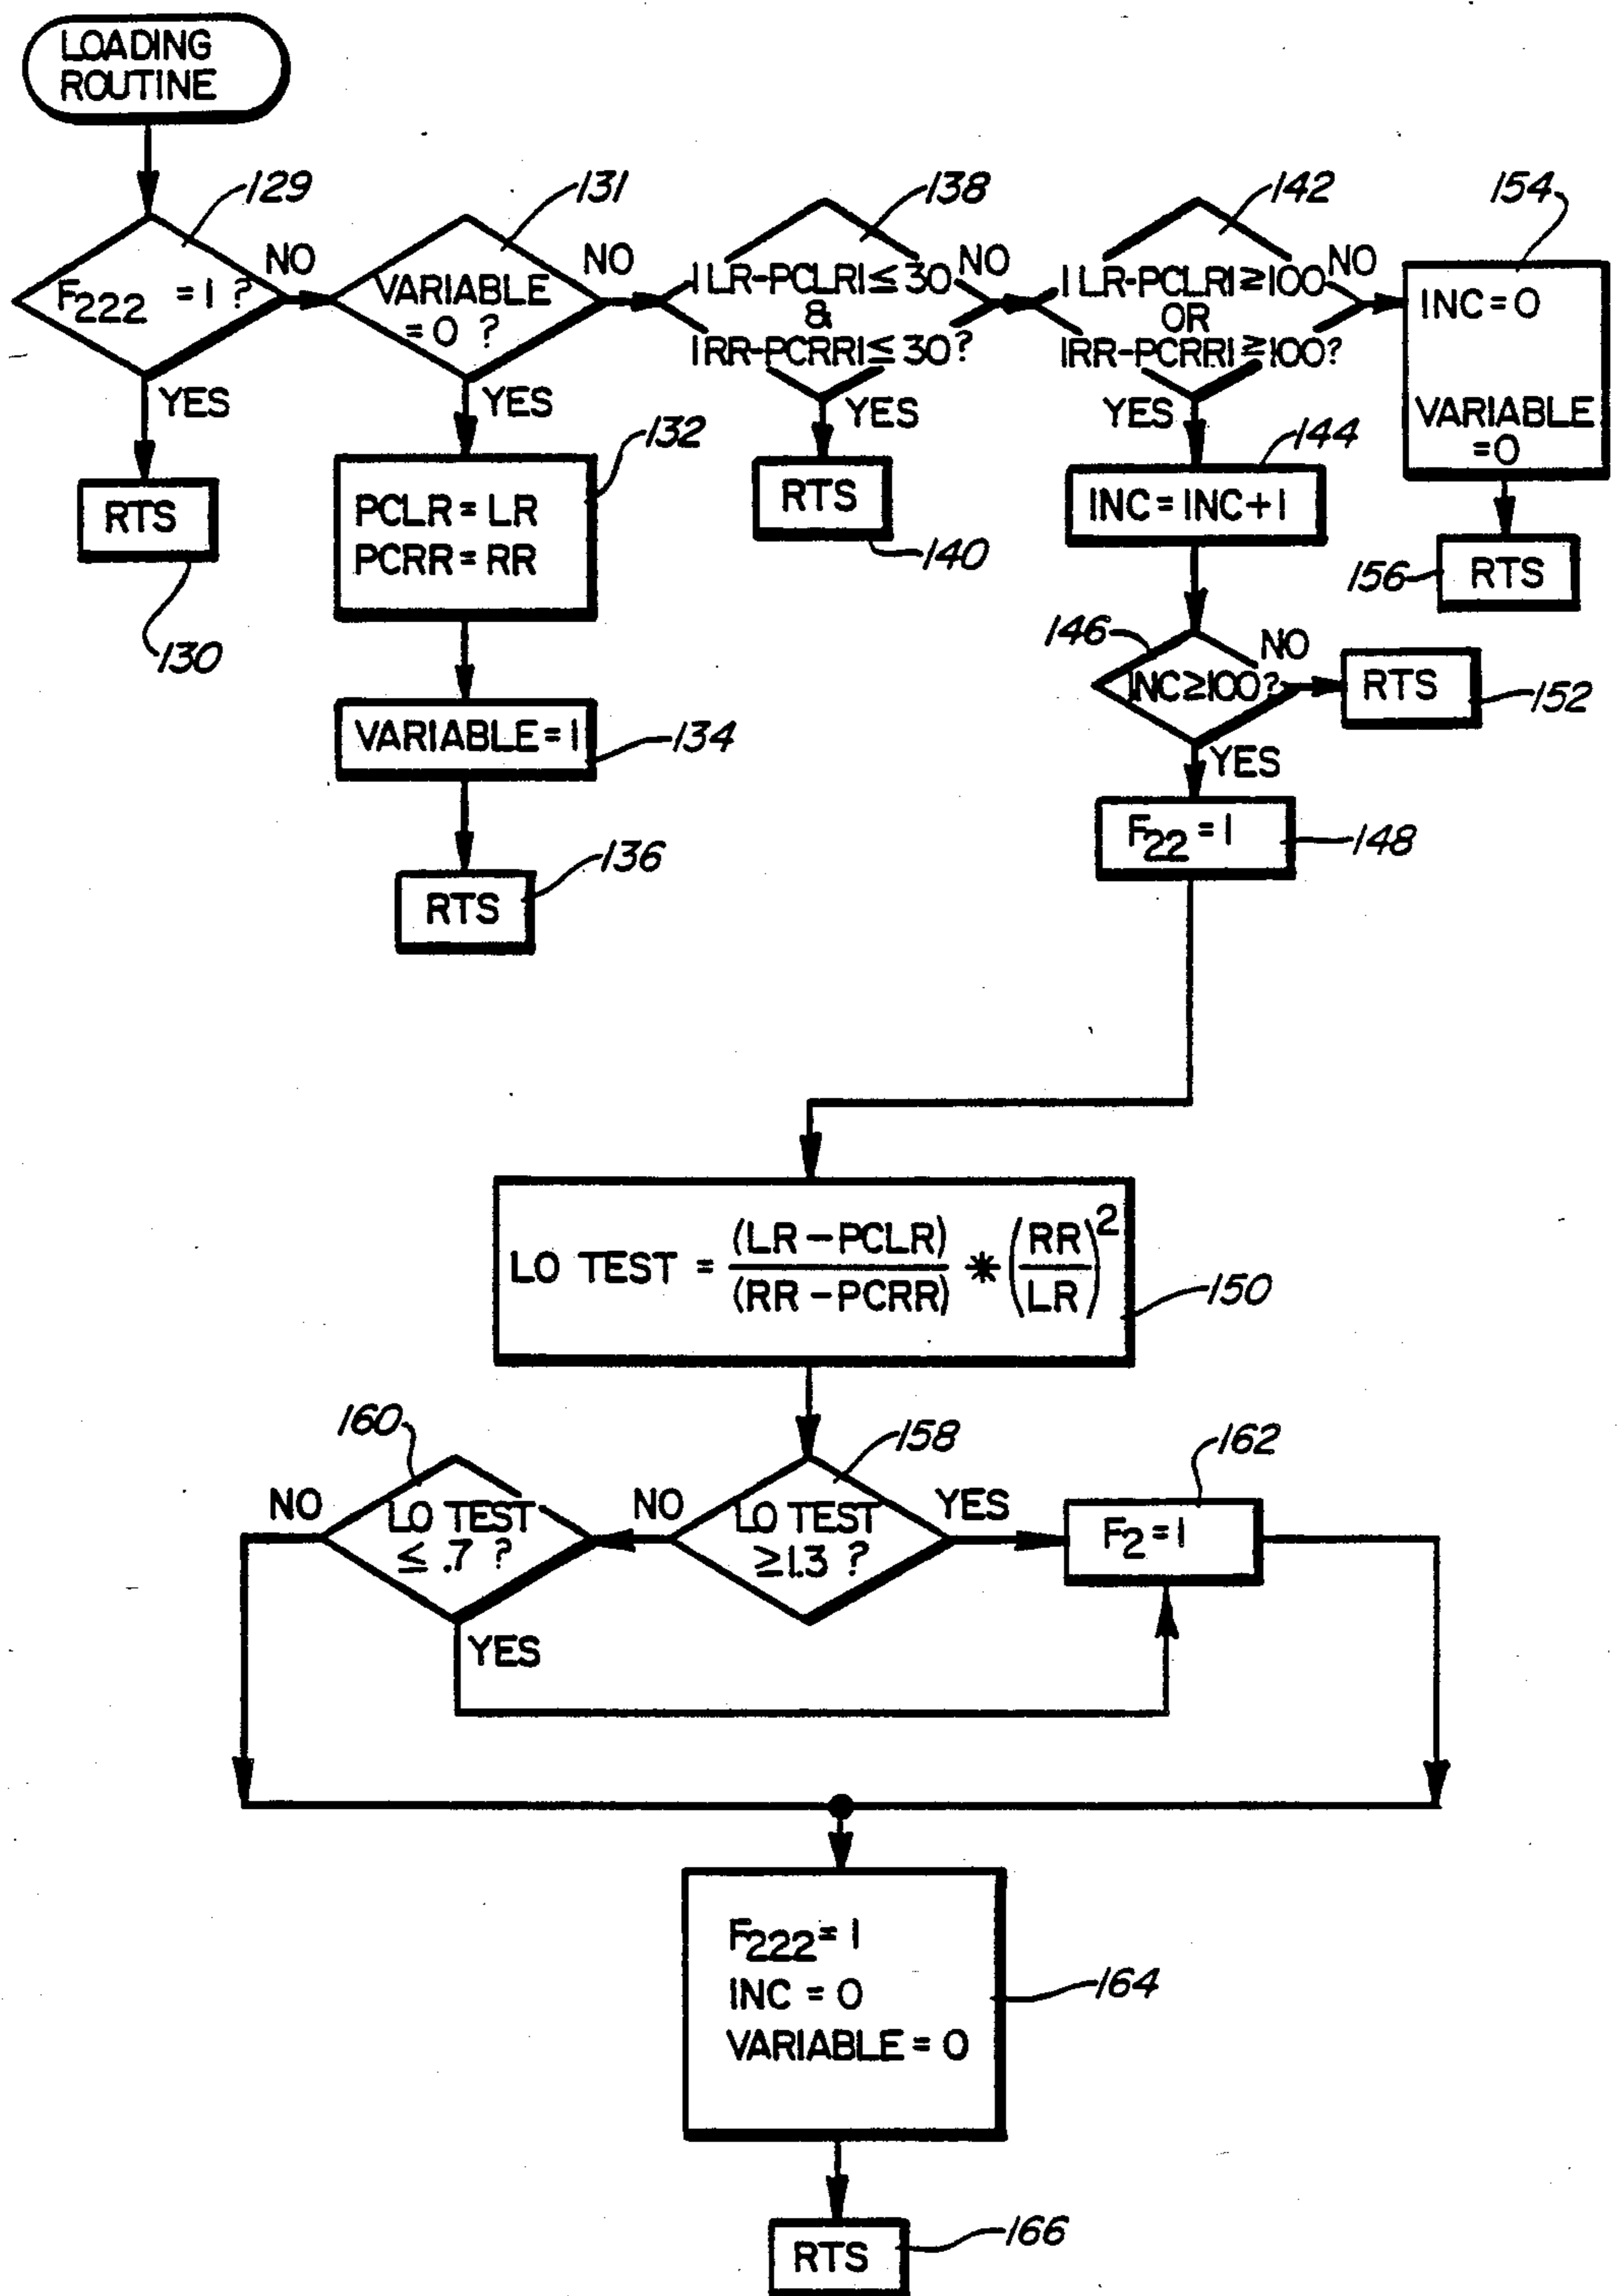 LOADING
ROUTINE
129
131
138
142
154
F222 = 1 ?
NO
VARIABLE
= 0 ?
NO
|LR-PCLR| ≤ 30
&
|RR-PCRR| ≤ 30?
NO
|LR-PCLR| ≥ 100
OR
|RR-PCRR| ≥ 100?
NO
INC = 0
VARIABLE
= 0
YES
YES
YES
YES
RTS
130
PCLR = LR
PCRR = RR
132
RTS
140
INC = INC+1
144
156
RTS
146
INC ≥ 100?
NO
RTS
152
VARIABLE = 1
134
YES
F22 = 1
148
RTS
136
LO TEST = (LR - PCLR) / (RR - PCRR) * (RR / LR)2
150
160
158
162
NO
LO TEST
≤ .7 ?
NO
LO TEST
≥ 1.3 ?
YES
F2 = 1
YES
F222 = 1
INC = 0
VARIABLE = 0
164
RTS
166